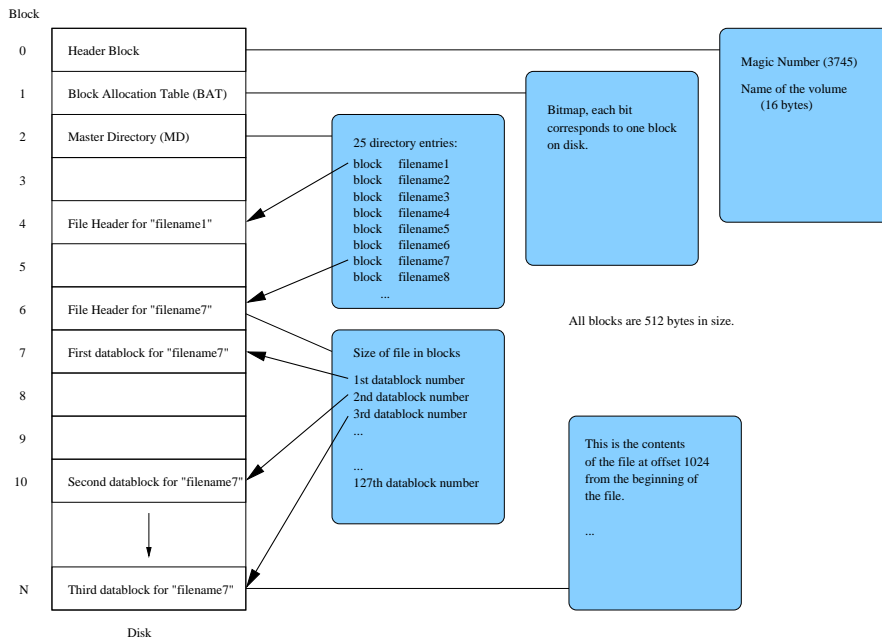 Block
0
Header Block
1
Block Allocation Table (BAT)
2
Master Directory (MD)
3
4
File Header for "filename1"
5
6
File Header for "filename7"
7
First datablock for "filename7"
8
9
10
Second datablock for "filename7"
N
Third datablock for "filename7"
Disk
25 directory entries:
block filename1
block filename2
block filename3
block filename4
block filename5
block filename6
block filename7
block filename8
...
Size of file in blocks
1st datablock number
2nd datablock number
3rd datablock number
...
...
127th datablock number
Bitmap, each bit
corresponds to one block
on disk.
Magic Number (3745)
Name of the volume
(16 bytes)
All blocks are 512 bytes in size.
This is the contents
of the file at offset 1024
from the beginning of
the file.
...